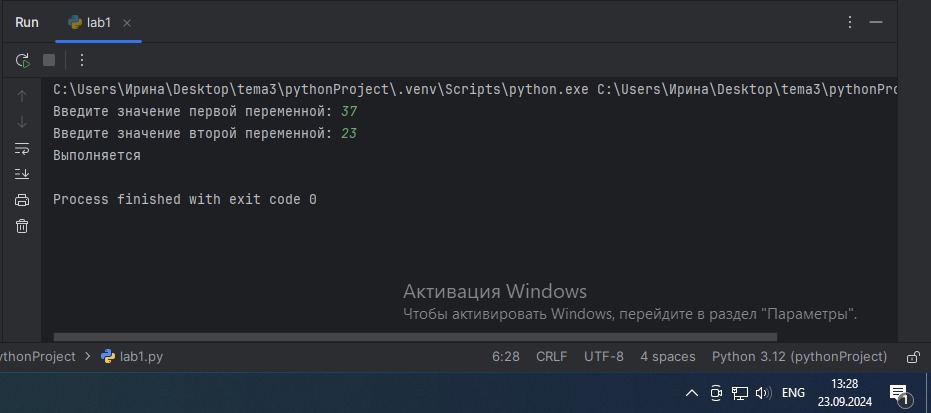 Run lab1
C:\Users\Ирина\Desktop\tema3\pythonProject\.venv\Scripts\python.exe C:\Users\Ирина\Desktop\tema3\pythonPro
Введите значение первой переменной: 37
Введите значение второй переменной: 23
Выполняется
Process finished with exit code 0
Активация Windows
Чтобы активировать Windows, перейдите в раздел "Параметры".
ythonProject > lab1.py 6:28 CRLF UTF-8 4 spaces Python 3.12 (pythonProject)
ENG 13:28 1
23.09.2024